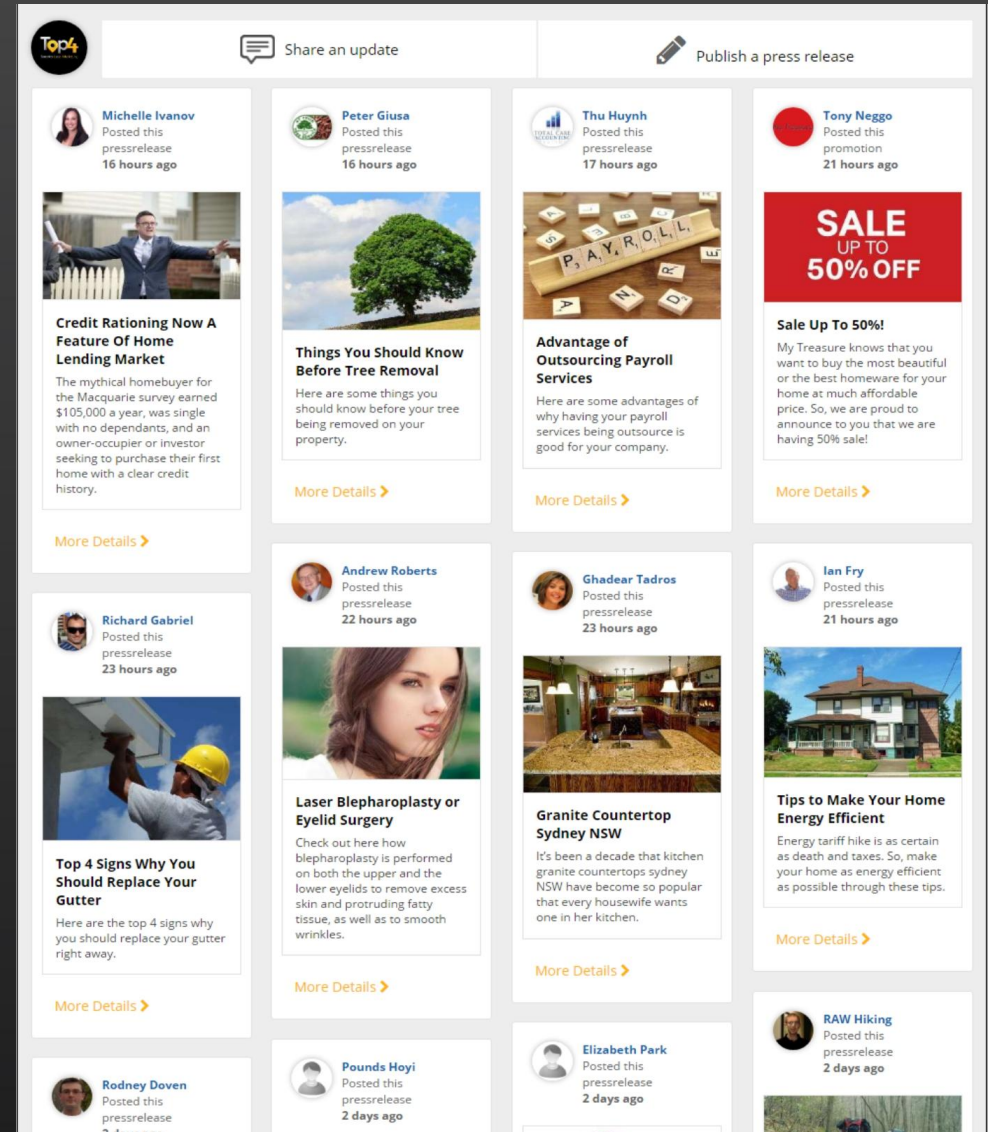 Top4
Share an update
Publish a press release
Michelle Ivanov
Posted this
pressrelease
16 hours ago
Credit Rationing Now A
Feature Of Home
Lending Market
The mythical homebuyer for
the Macquarie survey earned
$105,000 a year, was single
with no dependants, and an
owner-occupier or investor
seeking to purchase their first
home with a clear credit
history.
More Details
Peter Giusa
Posted this
pressrelease
16 hours ago
Things You Should Know
Before Tree Removal
Here are some things you
should know before your tree
being removed on your
property.
More Details
Thu Huynh
Posted this
pressrelease
17 hours ago
TOTAL CARE
ACCOUNTING
PAYROLL
Advantage of
Outsourcing Payroll
Services
Here are some advantages of
why having your payroll
services being outsource is
good for your company.
More Details
Tony Neggo
Posted this
promotion
21 hours ago
SALE
UP TO
50% OFF
Sale Up To 50%!
My Treasure knows that you
want to buy the most beautiful
or the best homeware for your
home at much affordable
price. So, we are proud to
announce to you that we are
having 50% sale!
More Details
Richard Gabriel
Posted this
pressrelease
23 hours ago
Top 4 Signs Why You
Should Replace Your
Gutter
Here are the top 4 signs why
you should replace your gutter
right away.
More Details
Andrew Roberts
Posted this
pressrelease
22 hours ago
Laser Blepharoplasty or
Eyelid Surgery
Check out here how
blepharoplasty is performed
on both the upper and the
lower eyelids to remove excess
skin and protruding fatty
tissue, as well as to smooth
wrinkles.
More Details
Ghadear Tadros
Posted this
pressrelease
23 hours ago
Granite Countertop
Sydney NSW
It's been a decade that kitchen
granite countertops sydney
NSW have become so popular
that every housewife wants
one in her kitchen.
More Details
Ian Fry
Posted this
pressrelease
21 hours ago
Tips to Make Your Home
Energy Efficient
Energy tariff hike is as certain
as death and taxes. So, make
your home as energy efficient
as possible through these tips.
More Details
Rodney Doven
Posted this
pressrelease
Pounds Hoyi
Posted this
pressrelease
2 days ago
Elizabeth Park
Posted this
pressrelease
2 days ago
RAW Hiking
Posted this
pressrelease
2 days ago